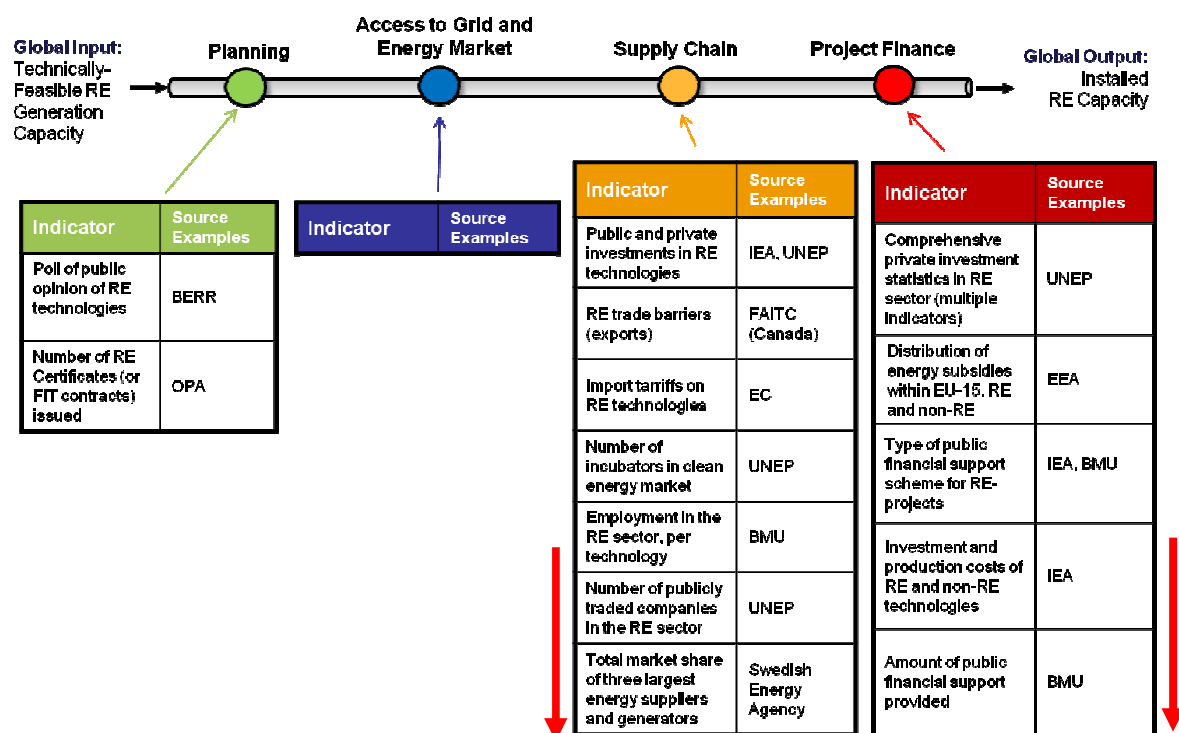 Global Input:
Technically-
Feasible RE
Generation
Capacity
Planning
Access to Grid and
Energy Market
Supply Chain
Project Finance
Global Output:
Installed
RE Capacity
Indicator
Source
Examples
Poll of public
opinion of RE
technologies
BERR
Number of RE
Certificates (or
FIT contracts)
issued
OPA
Indicator
Source
Examples
Indicator
Source
Examples
Public and private
investments in RE
technologies
IEA, UNEP
RE trade barriers
(exports)
FAITC
(Canada)
Import tarriffs on
RE technologies
EC
Number of
incubators in clean
energy market
UNEP
Employment in the
RE sector, per
technology
BMU
Number of publicly
traded companies
in the RE sector
UNEP
Total market share
of three largest
energy suppliers
and generators
Swedish
Energy
Agency
Indicator
Source
Examples
Comprehensive
private investment
statistics in RE
sector (multiple
indicators)
UNEP
Distribution of
energy subsidies
within EU-15. RE
and non-RE
EEA
Type of public
financial support
scheme for RE-
projects
IEA, BMU
Investment and
production costs of
RE and non-RE
technologies
IEA
Amount of public
financial support
provided
BMU